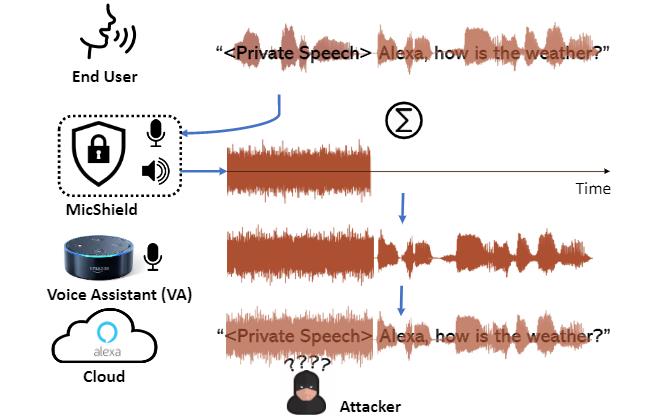 “<Private Speech> Alexa, how is the weather?”
End User
Σ
MicShield
Time
amazon
Voice Assistant (VA)
“<Private Speech> Alexa, how is the weather?”
alexa
Cloud
????
Attacker